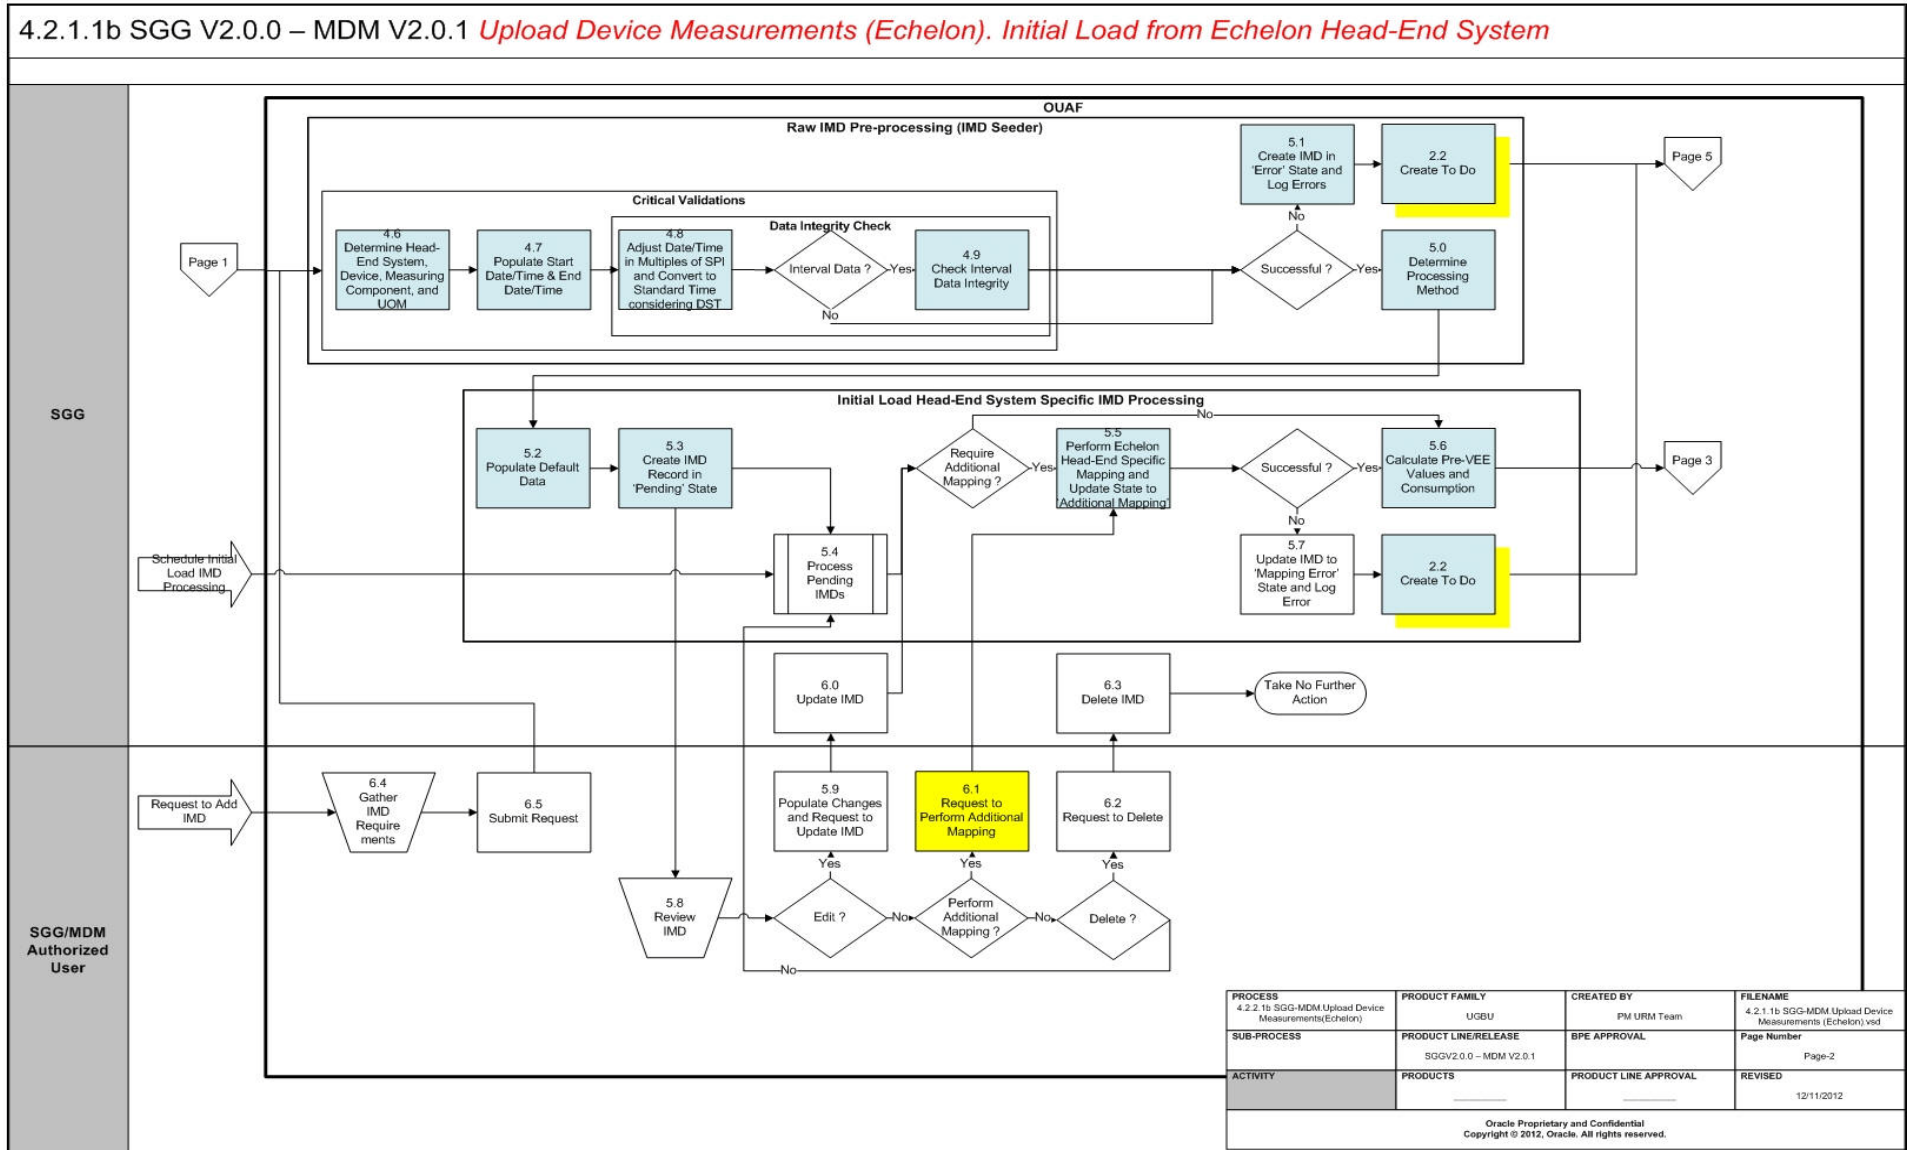 4.2.1.1b SGG V2.0.0 – MDM V2.0.1 Upload Device Measurements (Echelon). Initial Load from Echelon Head-End System
SGG
OUAF
Raw IMD Pre-processing (IMD Seeder)
Critical Validations
Data Integrity Check
Page 1
4.6
Determine Head-
End System,
Device, Measuring
Component, and
UOM
4.7
Populate Start
Date/Time & End
Date/Time
4.8
Adjust Date/Time
in Multiples of SPI
and Convert to
Standard Time
considering DST
Interval Data ?
Yes
No
4.9
Check Interval
Data Integrity
Successful ?
No
Yes
5.1
Create IMD in
'Error' State and
Log Errors
2.2
Create To Do
Page 5
5.0
Determine
Processing
Method
Initial Load Head-End System Specific IMD Processing
5.2
Populate Default
Data
5.3
Create IMD
Record in
'Pending' State
Schedule Initial
Load IMD
Processing
5.4
Process
Pending
IMDs
Require
Additional
Mapping ?
No
Yes
5.5
Perform Echelon
Head-End Specific
Mapping and
Update State to
'Additional Mapping'
Successful ?
Yes
No
5.6
Calculate Pre-VEE
Values and
Consumption
Page 3
5.7
Update IMD to
'Mapping Error'
State and Log
Error
2.2
Create To Do
6.0
Update IMD
6.3
Delete IMD
Take No Further
Action
SGG/MDM
Authorized
User
Request to Add
IMD
6.4
Gather
IMD
Require
ments
6.5
Submit Request
5.9
Populate Changes
and Request to
Update IMD
6.1
Request to
Perform Additional
Mapping
6.2
Request to Delete
Yes
Yes
Yes
5.8
Review
IMD
Edit ?
No
Perform
Additional
Mapping ?
No
Delete ?
No
PROCESS
4.2.2.1b SGG-MDM.Upload Device
Measurements(Echelon)
PRODUCT FAMILY
UGBU
CREATED BY
PM URM Team
FILENAME
4.2.1.1b SGG-MDM.Upload Device
Measurements (Echelon).vsd
SUB-PROCESS
PRODUCT LINE/RELEASE
SGGV2.0.0 – MDM V2.0.1
BPE APPROVAL
Page Number
Page-2
ACTIVITY
PRODUCTS
PRODUCT LINE APPROVAL
REVISED
12/11/2012
Oracle Proprietary and Confidential
Copyright © 2012, Oracle. All rights reserved.